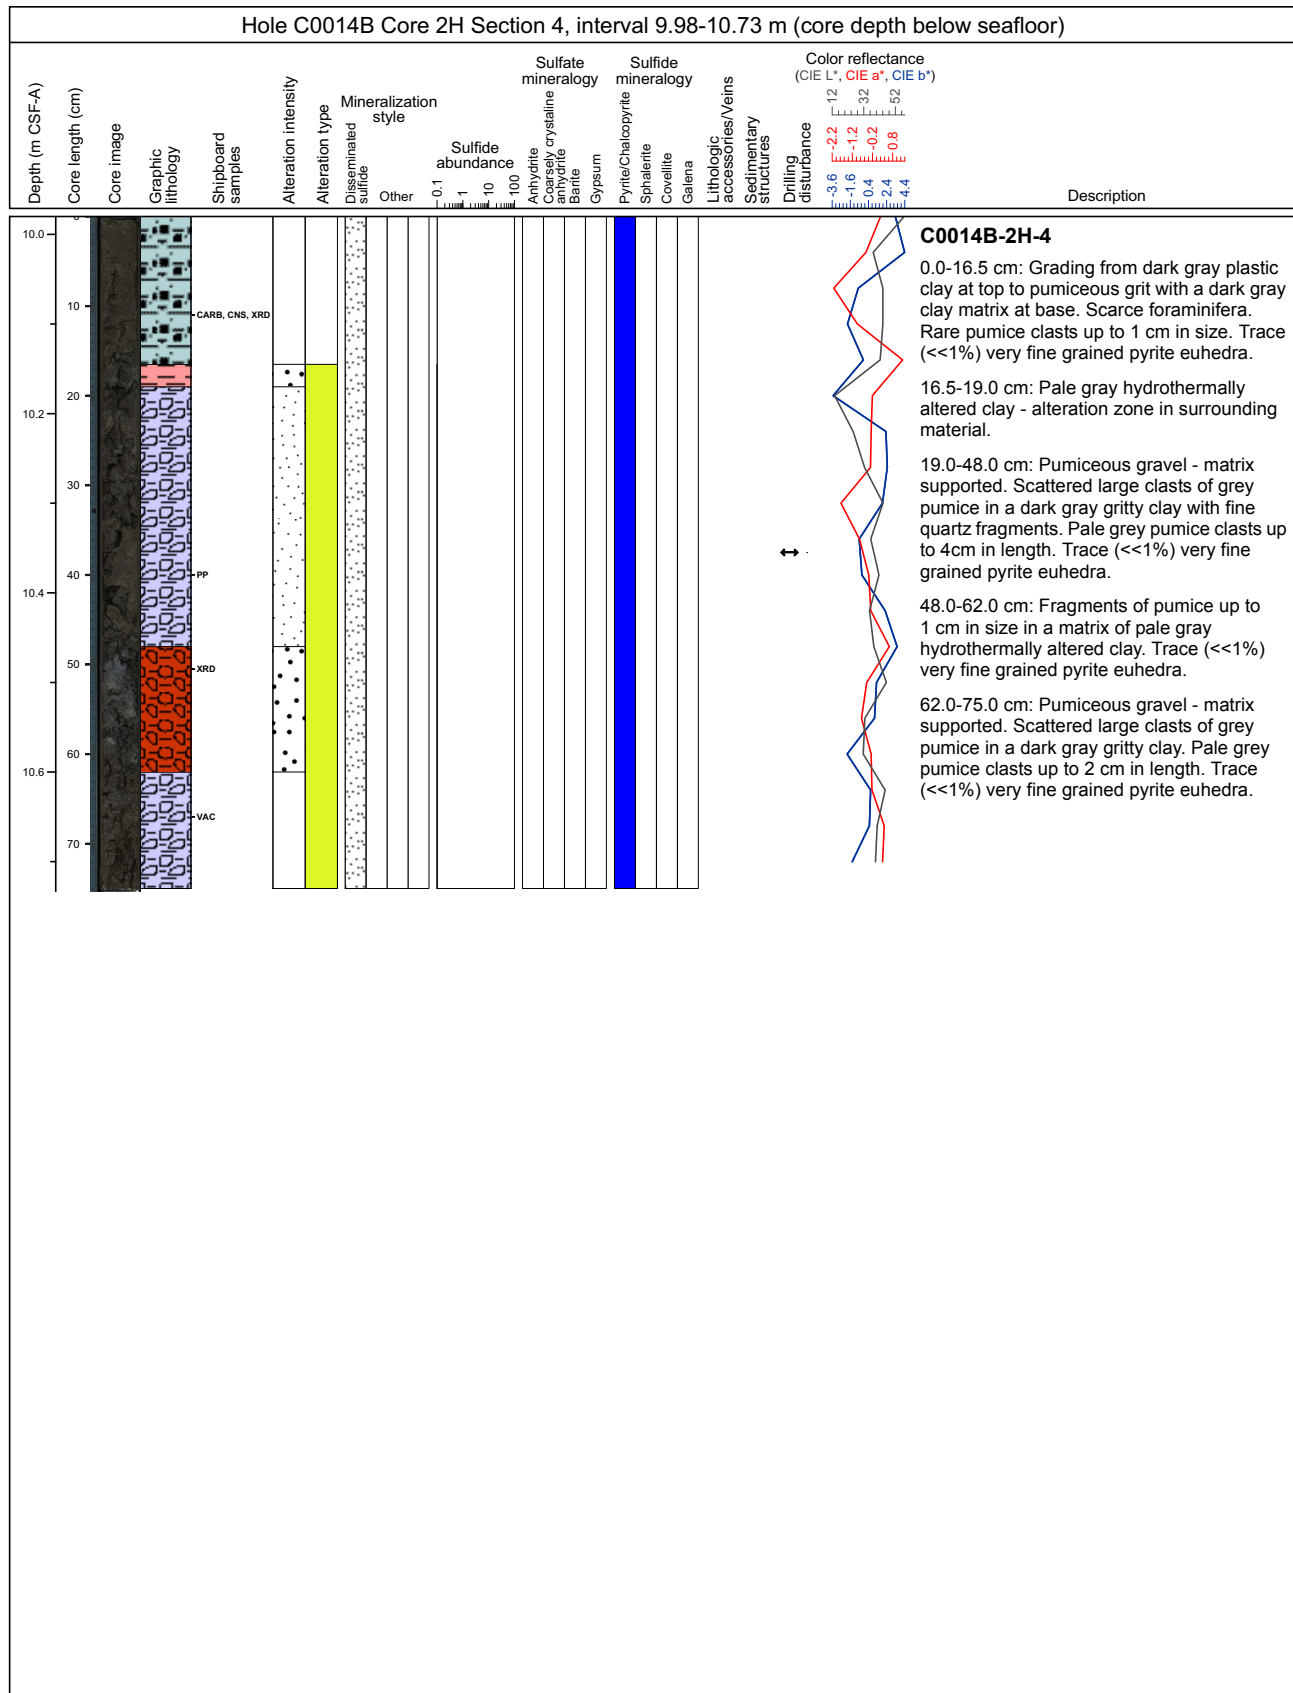 Hole C0014B Core 2H Section 4, interval 9.98-10.73 m (core depth below seafloor)
Depth (m CSF-A)
Core length (cm)
Core image
Graphic
lithology
Shipboard
samples
Alteration intensity
Alteration type
Mineralization
style
Disseminated
sulfide
Other
Sulfide
abundance
0.1
1
10
100
Sulfate
mineralogy
Anhydrite
Coarsely crystaline
anhydrite
Barite
Gypsum
Sulfide
mineralogy
Pyrite/Chalcopyrite
Sphalerite
Covellite
Galena
Lithologic
accessories/Veins
Sedimentary
structures
Drilling
disturbance
Color reflectance
(CIE L*, CIE a*, CIE b*)
12 32 52
-2.2 -1.2 -0.2 0.8
-3.6 -1.6 0.4 2.4 4.4
Description
10.0
10.2
10.4
10.6
0
10
20
30
40
50
60
70
CARB, CNS, XRD
PP
XRD
VAC
C0014B-2H-4
0.0-16.5 cm: Grading from dark gray plastic
clay at top to pumiceous grit with a dark gray
clay matrix at base. Scarce foraminifera.
Rare pumice clasts up to 1 cm in size. Trace
(<<1%) very fine grained pyrite euhedra.
16.5-19.0 cm: Pale gray hydrothermally
altered clay - alteration zone in surrounding
material.
19.0-48.0 cm: Pumiceous gravel - matrix
supported. Scattered large clasts of grey
pumice in a dark gray gritty clay with fine
quartz fragments. Pale grey pumice clasts up
to 4cm in length. Trace (<<1%) very fine
grained pyrite euhedra.
48.0-62.0 cm: Fragments of pumice up to
1 cm in size in a matrix of pale gray
hydrothermally altered clay. Trace (<<1%)
very fine grained pyrite euhedra.
62.0-75.0 cm: Pumiceous gravel - matrix
supported. Scattered large clasts of grey
pumice in a dark gray gritty clay. Pale grey
pumice clasts up to 2 cm in length. Trace
(<<1%) very fine grained pyrite euhedra.